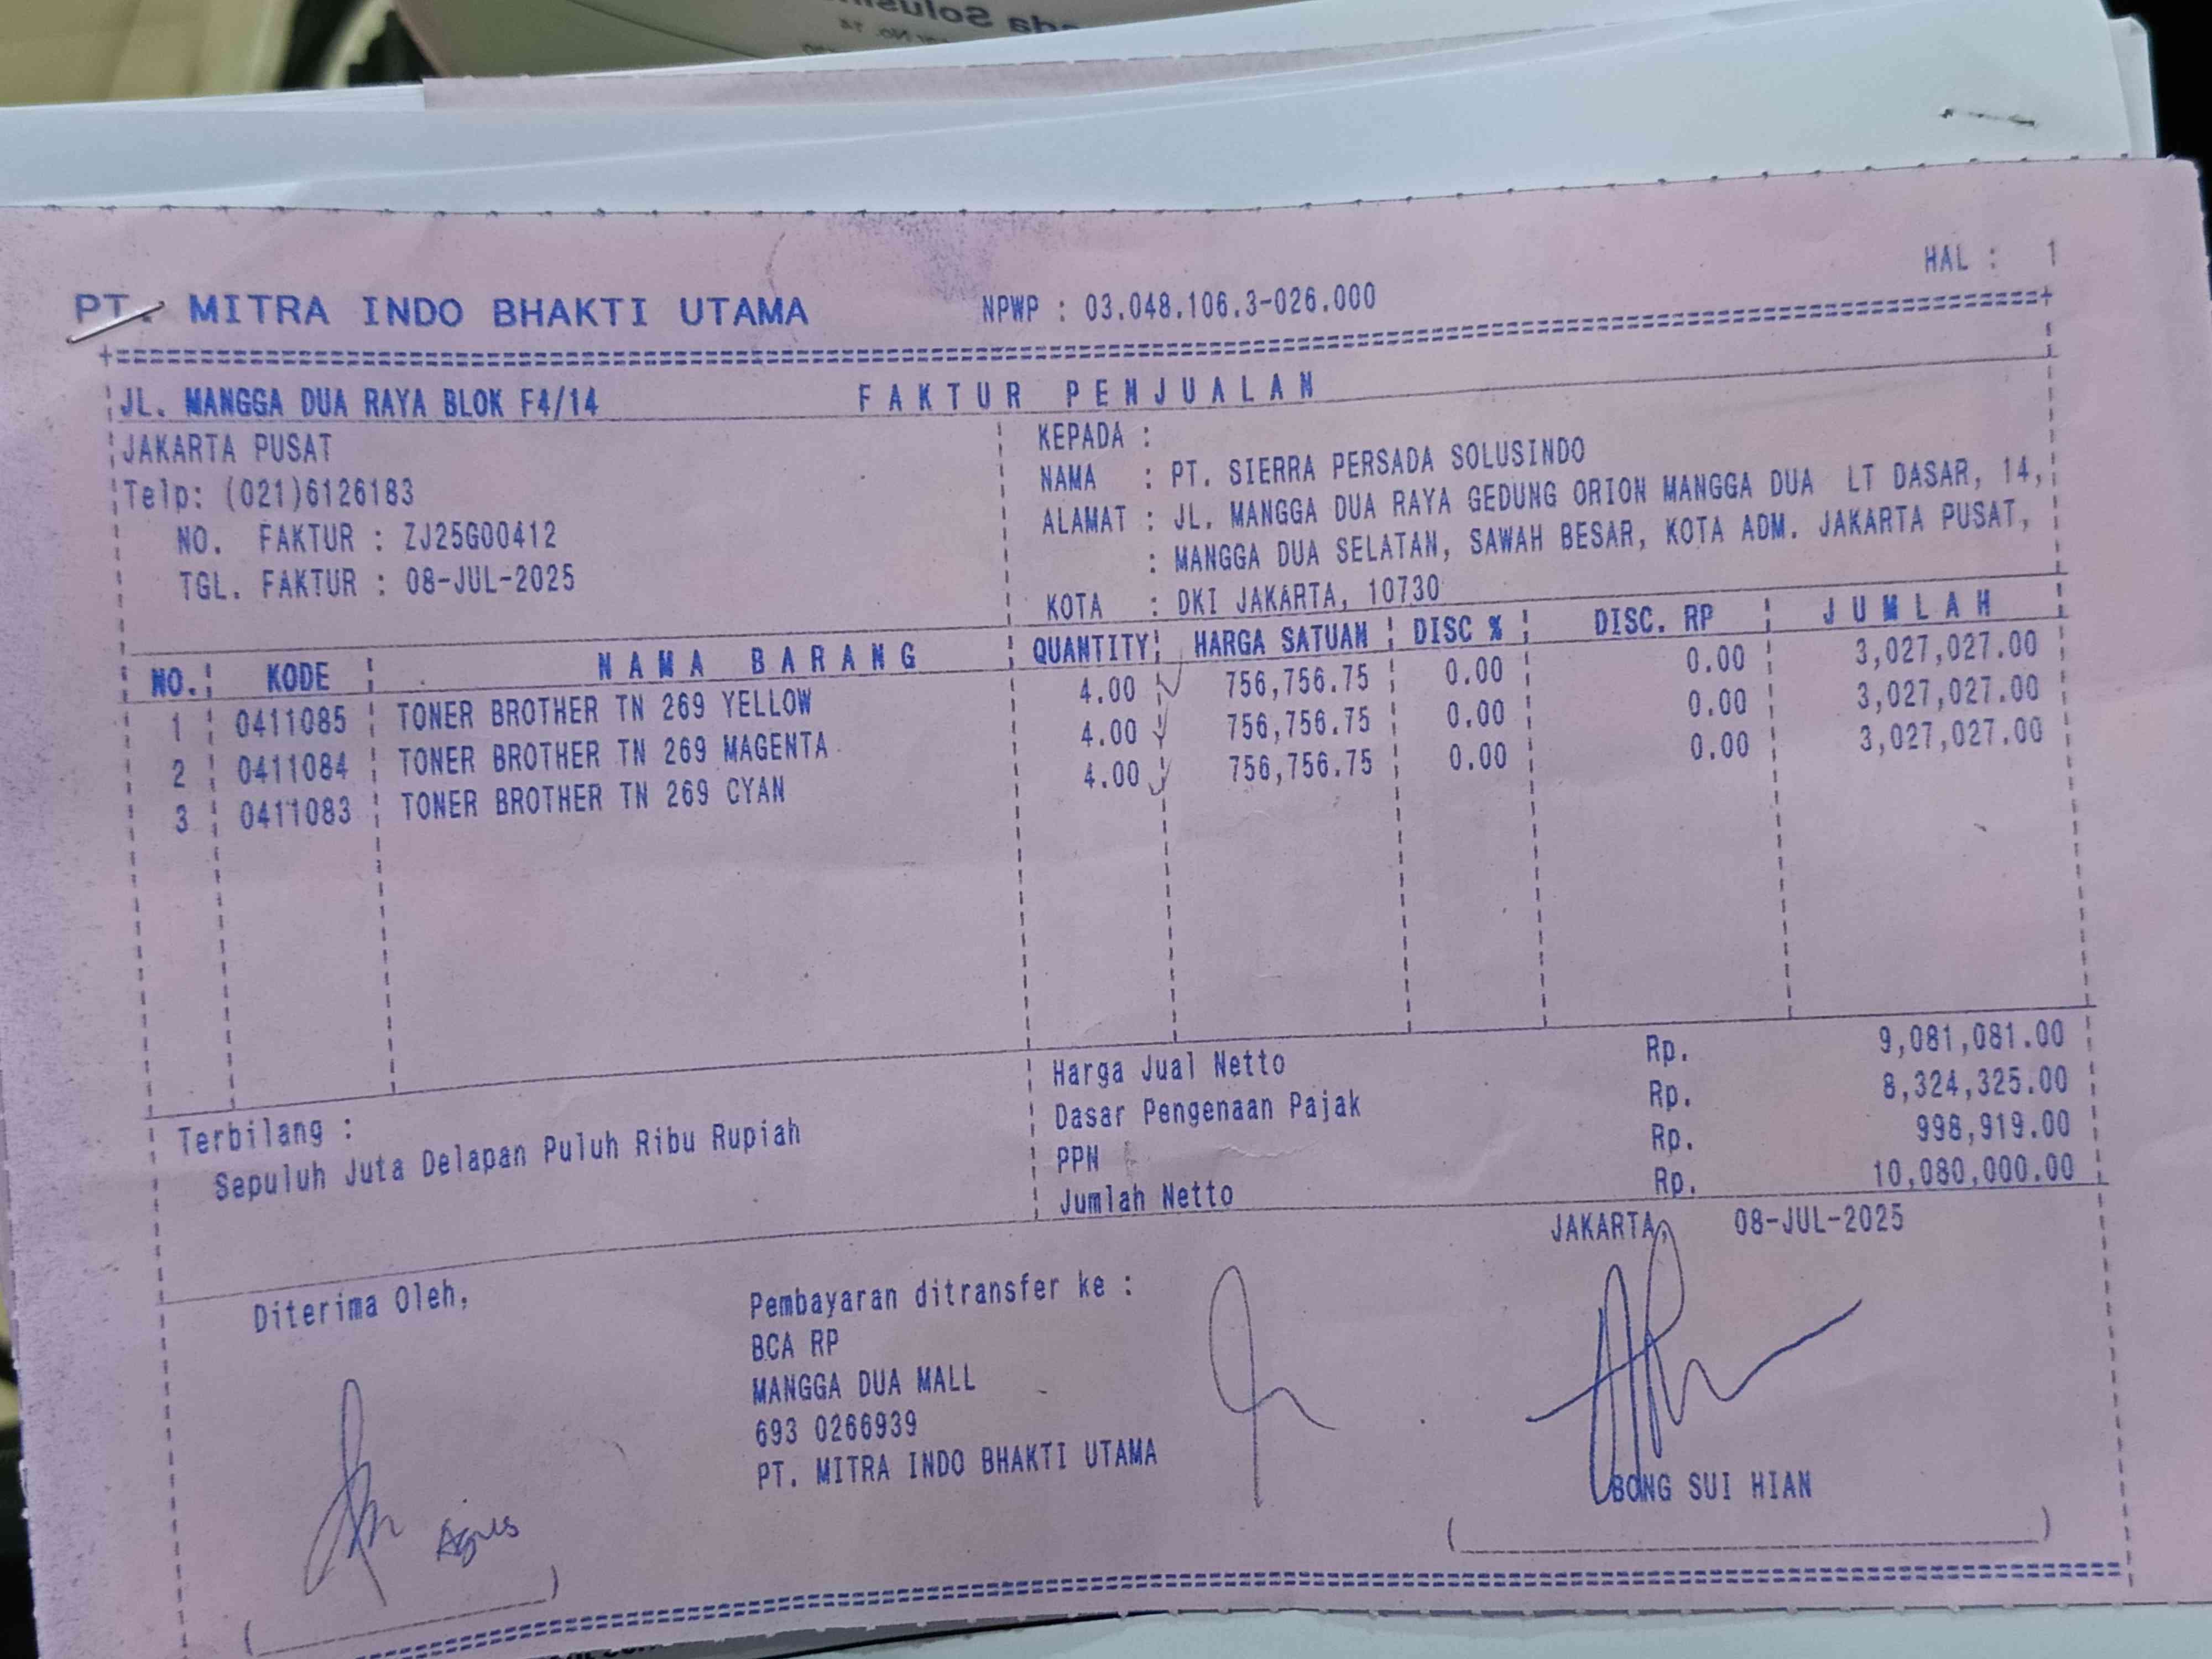 HAL : 1
PT. MITRA INDO BHAKTI UTAMA NPWP : 03.048.106.3-026.000
JL. MANGGA DUA RAYA BLOK F4/14 FAKTUR PENJUALAN
JAKARTA PUSAT
Telp: (021)6126183
NO. FAKTUR : ZJ25G00412
TGL. FAKTUR : 08-JUL-2025
KEPADA :
NAMA : PT. SIERRA PERSADA SOLUSINDO
ALAMAT : JL. MANGGA DUA RAYA GEDUNG ORION MANGGA DUA LT DASAR, 14,
: MANGGA DUA SELATAN, SAWAH BESAR, KOTA ADM. JAKARTA PUSAT,
KOTA : DKI JAKARTA, 10730
NO. KODE NAMA BARANG QUANTITY HARGA SATUAN DISC % DISC. RP JUMLAH
1 0411085 TONER BROTHER TN 269 YELLOW 4.00 756,756.75 0.00 0.00 3,027,027.00
2 0411084 TONER BROTHER TN 269 MAGENTA 4.00 756,756.75 0.00 0.00 3,027,027.00
3 0411083 TONER BROTHER TN 269 CYAN 4.00 756,756.75 0.00 0.00 3,027,027.00
Harga Jual Netto Rp. 9,081,081.00
Dasar Pengenaan Pajak Rp. 8,324,325.00
PPN Rp. 998,919.00
Jumlah Netto Rp. 10,080,000.00
Terbilang :
Sepuluh Juta Delapan Puluh Ribu Rupiah
JAKARTA, 08-JUL-2025
Diterima Oleh,
Agus
Pembayaran ditransfer ke :
BCA RP
MANGGA DUA MALL
693 0266939
PT. MITRA INDO BHAKTI UTAMA
BONG SUI HIAN